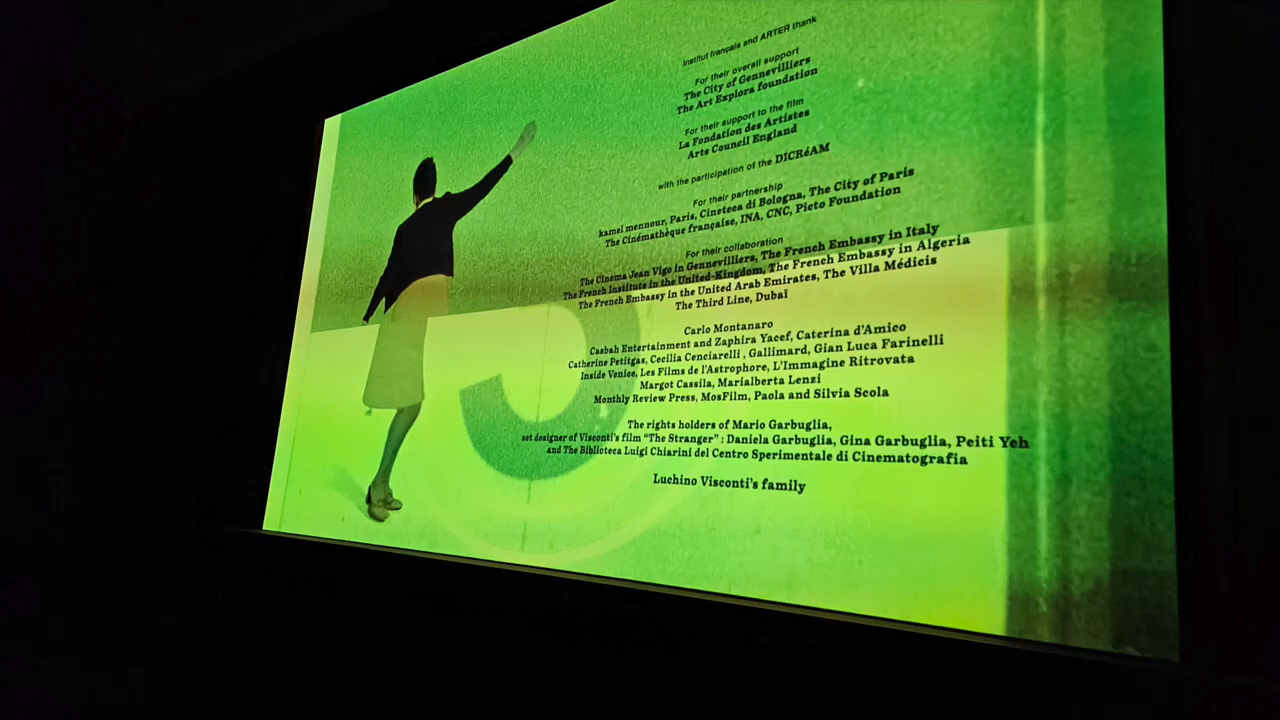 Institut français and ARTER thank
For their overall support
The City of Gennevilliers
The Art Explora foundation
For their support to the film
La Fondation des Artistes
Arts Council England
with the participation of the DICRéAM
For their partnership
kamel mennour, Paris, Cineteca di Bologna, The City of Paris
The Cinémathèque française, INA, CNC, Picto Foundation
For their collaboration
The Cinema Jean Vigo in Gennevilliers, The French Embassy in Italy
The French Institute in the United-Kingdom, The French Embassy in Algeria
The French Embassy in the United Arab Emirates, The Villa Médicis
The Third Line, Dubaï
Carlo Montanaro
Casbah Entertainment and Zaphira Yacef, Caterina d'Amico
Catherine Petitgas, Cecilia Cenciarelli , Gallimard, Gian Luca Farinelli
Inside Venice, Les Films de l'Astrophore, L'Immagine Ritrovata
Margot Cassila, Marialberta Lenzi
Monthly Review Press, MosFilm, Paola and Silvia Scola
The rights holders of Mario Garbuglia,
set designer of Visconti's film "The Stranger" : Daniela Garbuglia, Gina Garbuglia, Peiti Yeh
and The Biblioteca Luigi Chiarini del Centro Sperimentale di Cinematografia
Luchino Visconti's family